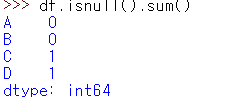 >>> df.isnull().sum()
A    0
B    0
C    1
D    1
dtype: int64